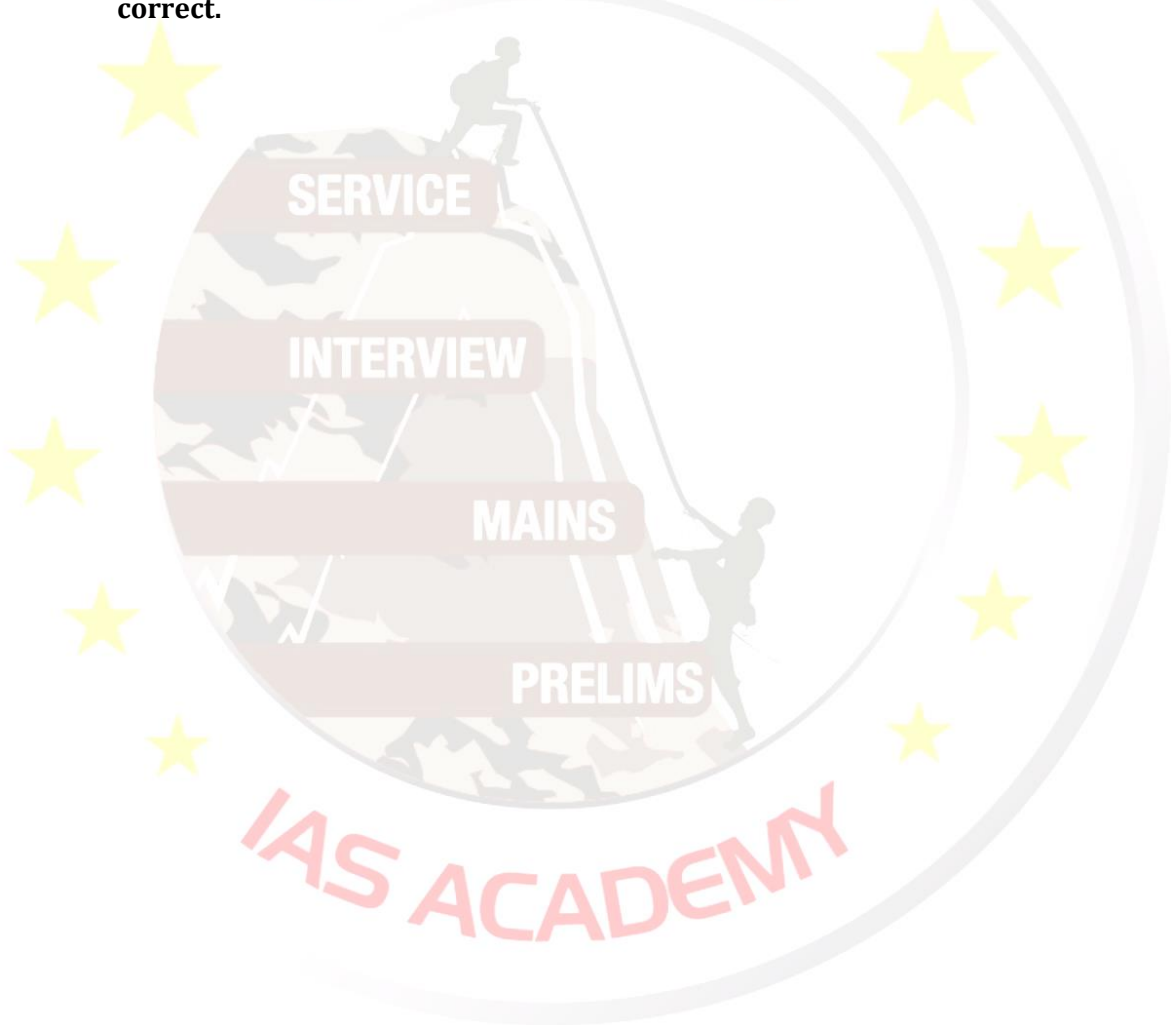 correct.
SERVICE
INTERVIEW
MAINS
PRELIMS
IAS ACADEMY